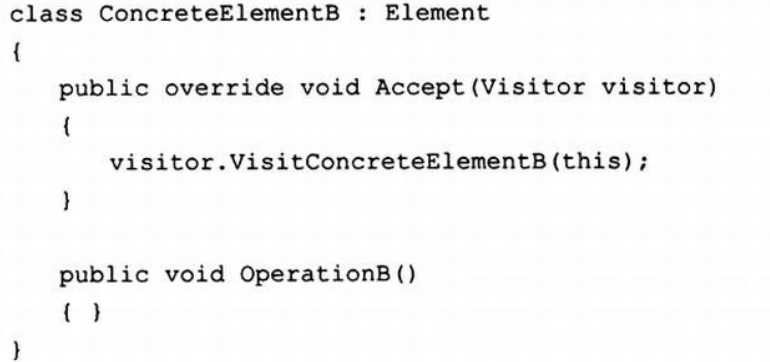 class ConcreteElementB : Element
{
    public override void Accept(Visitor visitor)
    {
        visitor.VisitConcreteElementB(this);
    }

    public void OperationB()
    { }
}